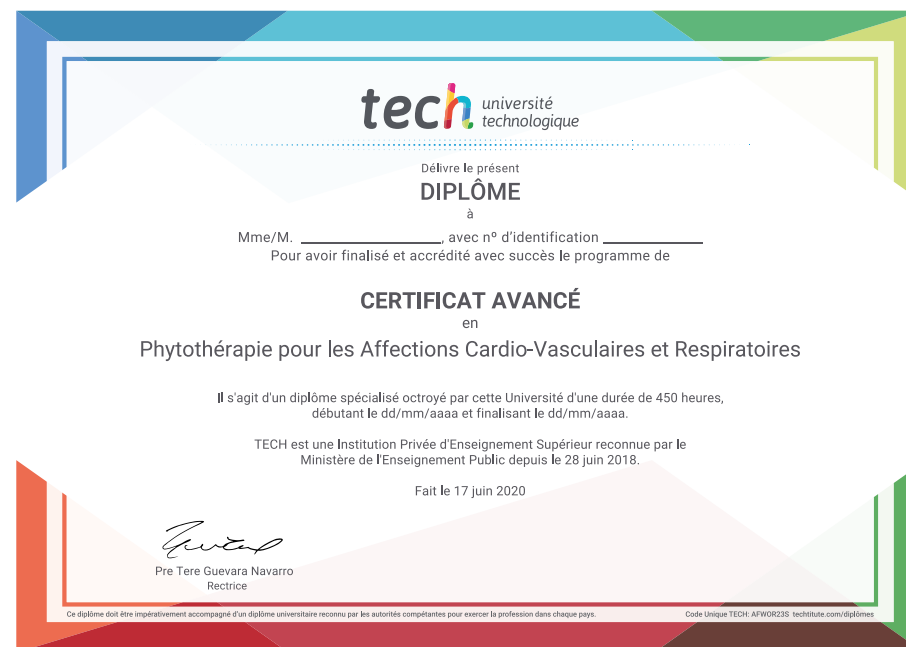 tech université
technologique
Délivre le présent
DIPLÔME
à
Mme/M. ____________________, avec nº d'identification ______________
Pour avoir finalisé et accrédité avec succès le programme de
CERTIFICAT AVANCÉ
en
Phytothérapie pour les Affections Cardio-Vasculaires et Respiratoires
Il s'agit d'un diplôme spécialisé octroyé par cette Université d'une durée de 450 heures,
débutant le dd/mm/aaaa et finalisant le dd/mm/aaaa.
TECH est une Institution Privée d'Enseignement Supérieur reconnue par le
Ministère de l'Enseignement Public depuis le 28 juin 2018.
Fait le 17 juin 2020
Pre Tere Guevara Navarro
Rectrice
Ce diplôme doit être impérativement accompagné d'un diplôme universitaire reconnu par les autorités compétantes pour exercer la profession dans chaque pays.
Code Unique TECH: AFWOR23S techtitute.com/diplômes